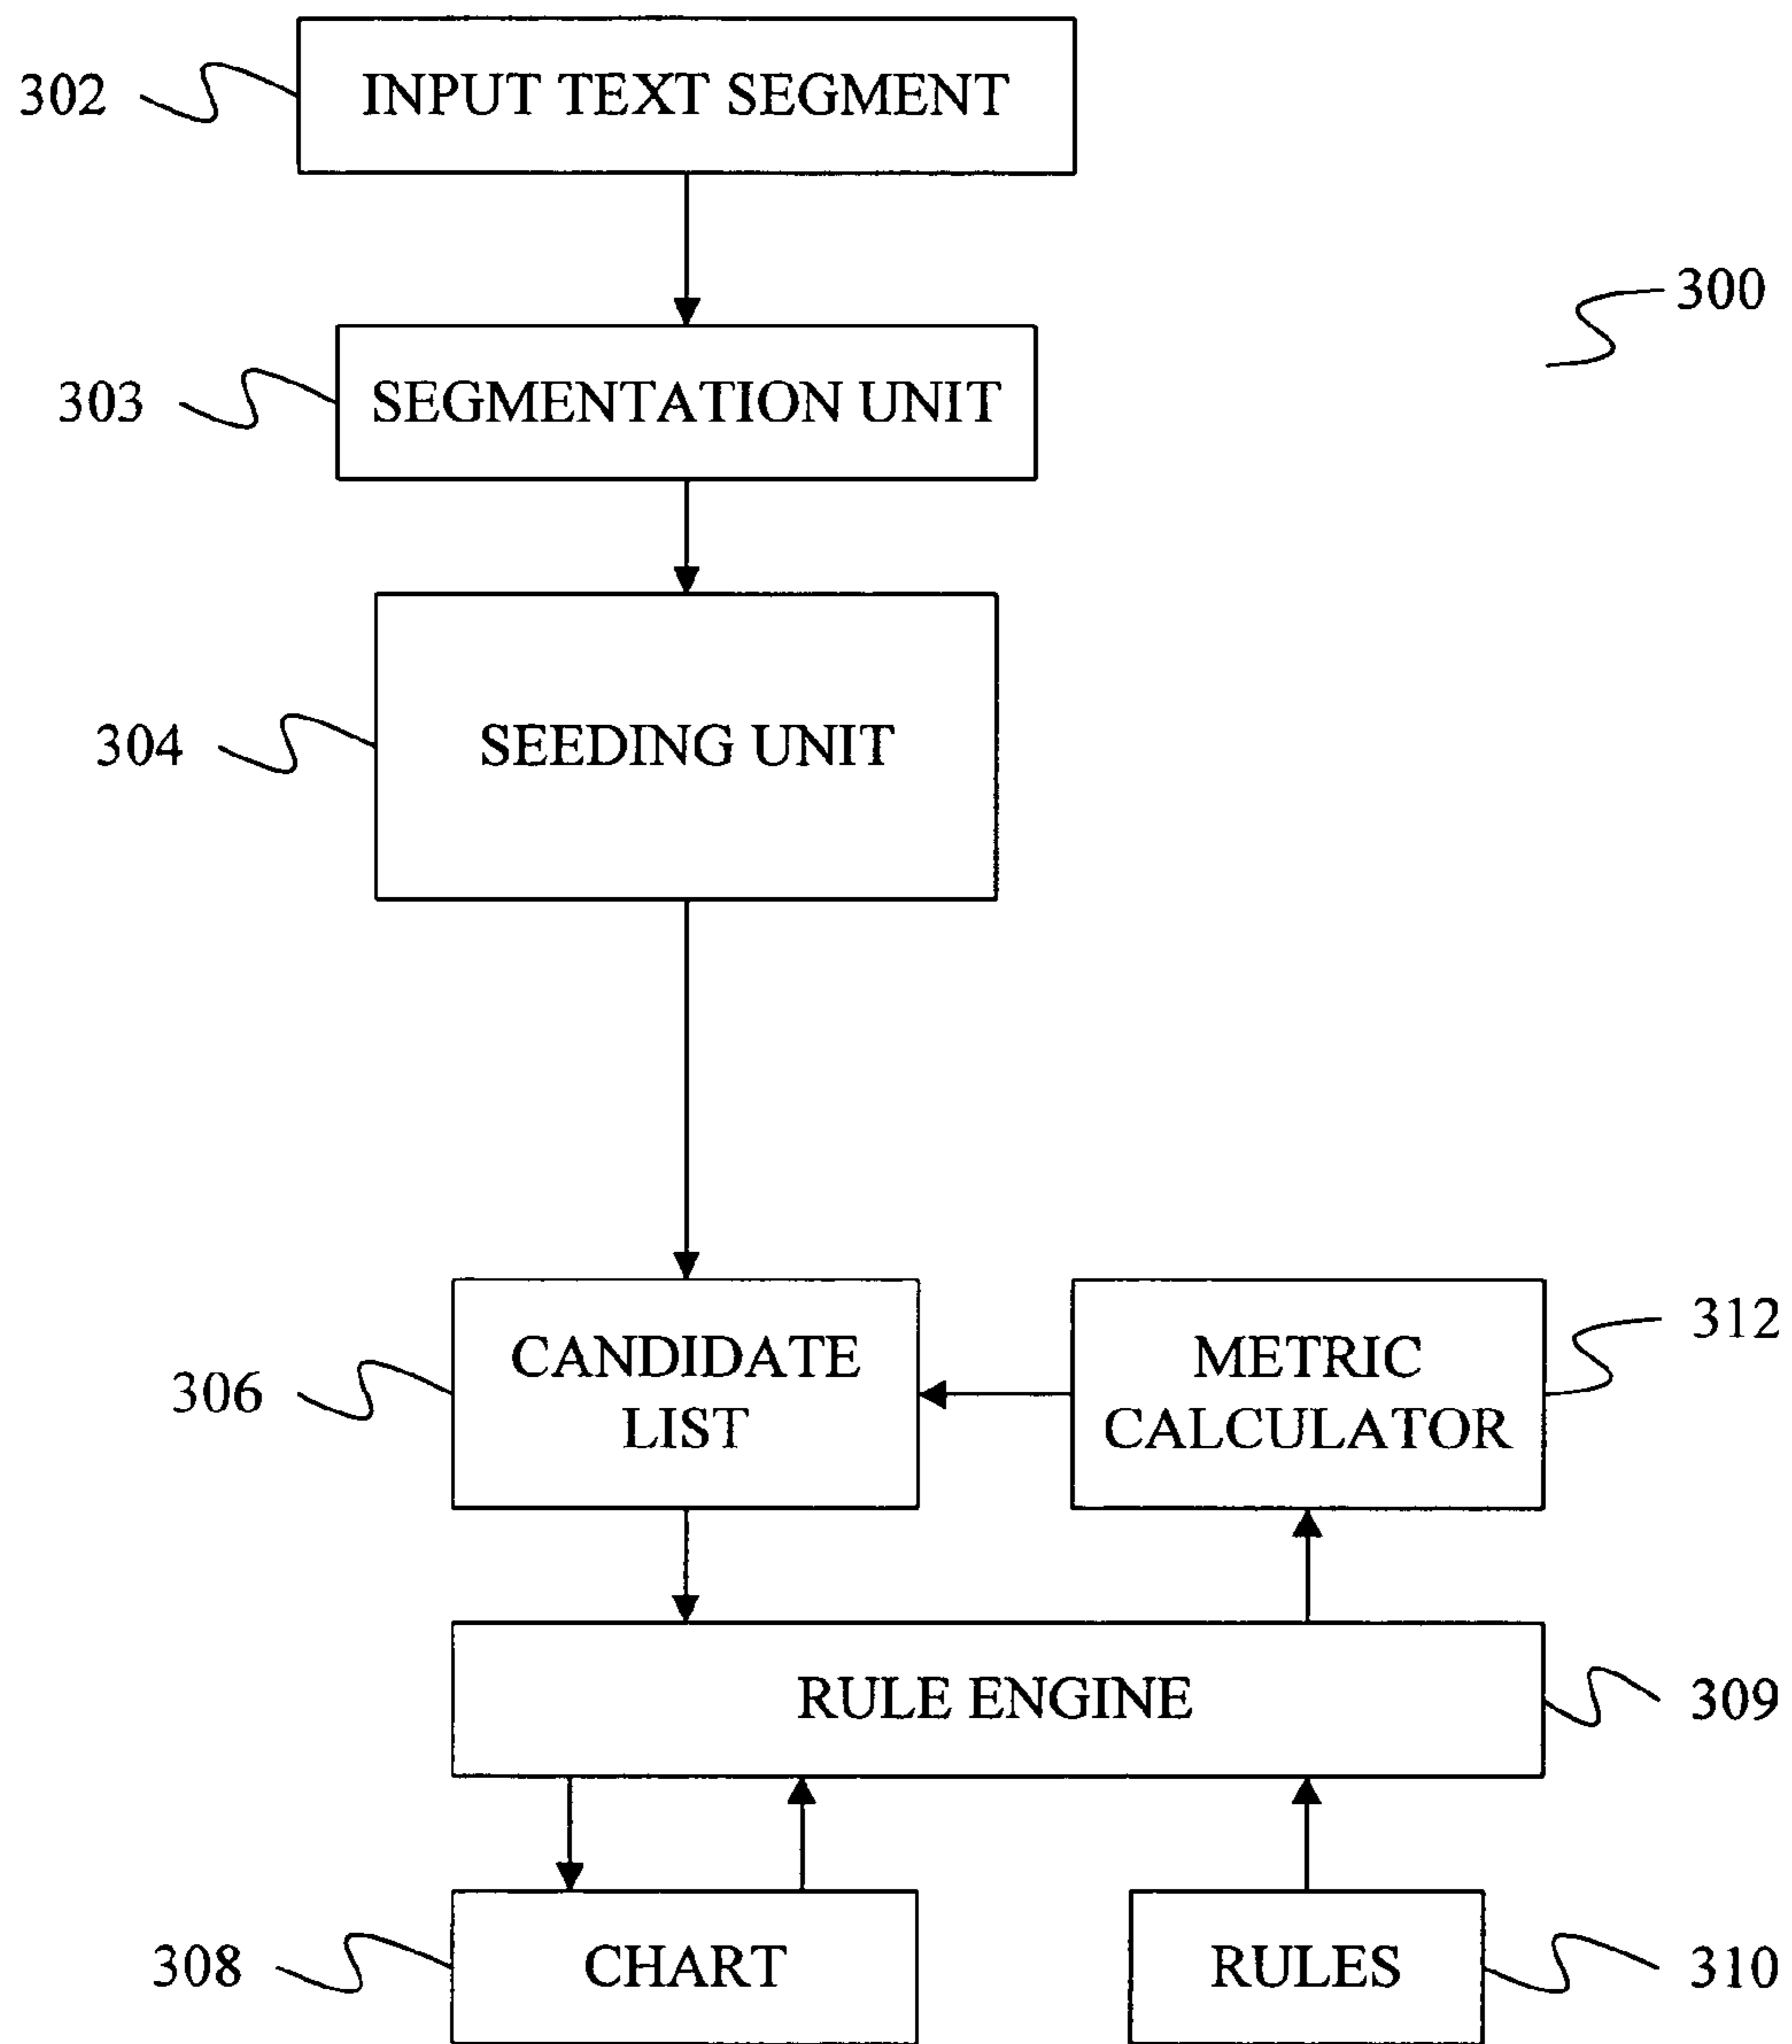 302
INPUT TEXT SEGMENT
300
303
SEGMENTATION UNIT
304
SEEDING UNIT
306
CANDIDATE
LIST
METRIC
CALCULATOR
312
RULE ENGINE
309
308
CHART
RULES
310